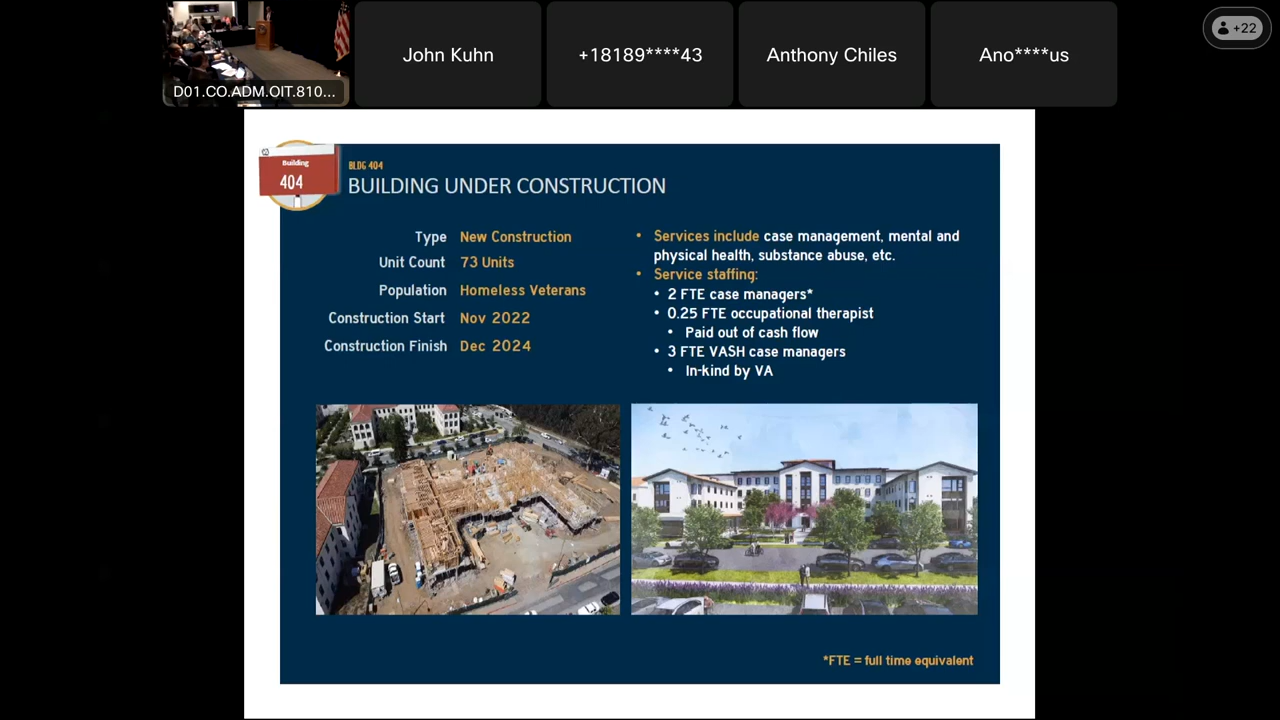 D01.CO.ADM.OIT.810...
John Kuhn
+18189****43
Anthony Chiles
Ano****us
+22
Building
404
BLDG 404
BUILDING UNDER CONSTRUCTION
Type New Construction
Unit Count 73 Units
Population Homeless Veterans
Construction Start Nov 2022
Construction Finish Dec 2024
• Services include case management, mental and
physical health, substance abuse, etc.
• Service staffing:
• 2 FTE case managers*
• 0.25 FTE occupational therapist
• Paid out of cash flow
• 3 FTE VASH case managers
• In-kind by VA
*FTE = full time equivalent